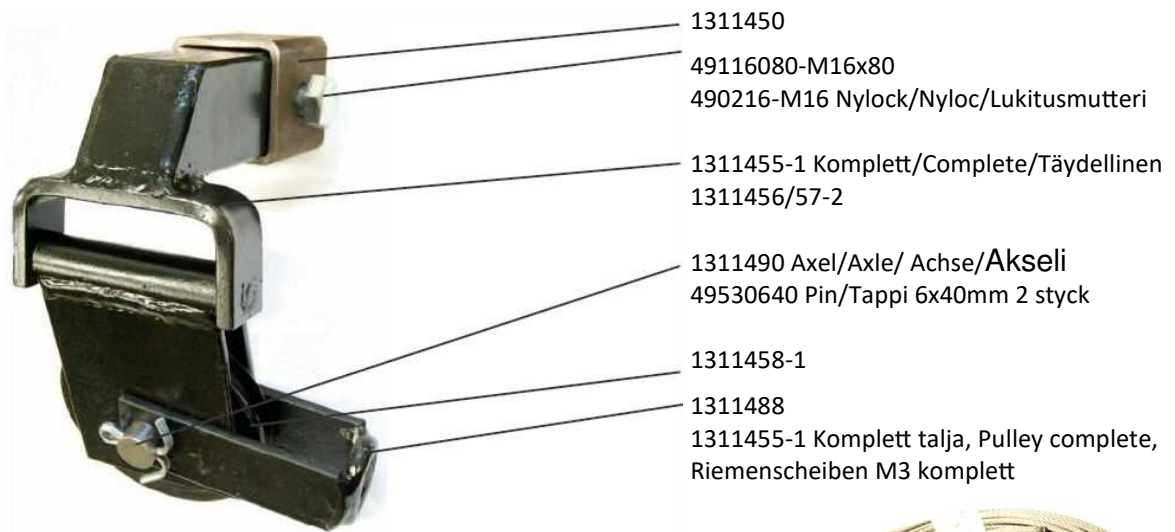 1311450
49116080-M16x80
490216-M16 Nylock/Nyloc/Lukitusmutteri
1311455-1 Komplett/Complete/Täydellinen
1311456/57-2
1311490 Axel/Axle/ Achse/Akseli
49530640 Pin/Tappi 6x40mm 2 styck
1311458-1
1311488
1311455-1 Komplett talja, Pulley complete,
Riemenscheiben M3 komplett